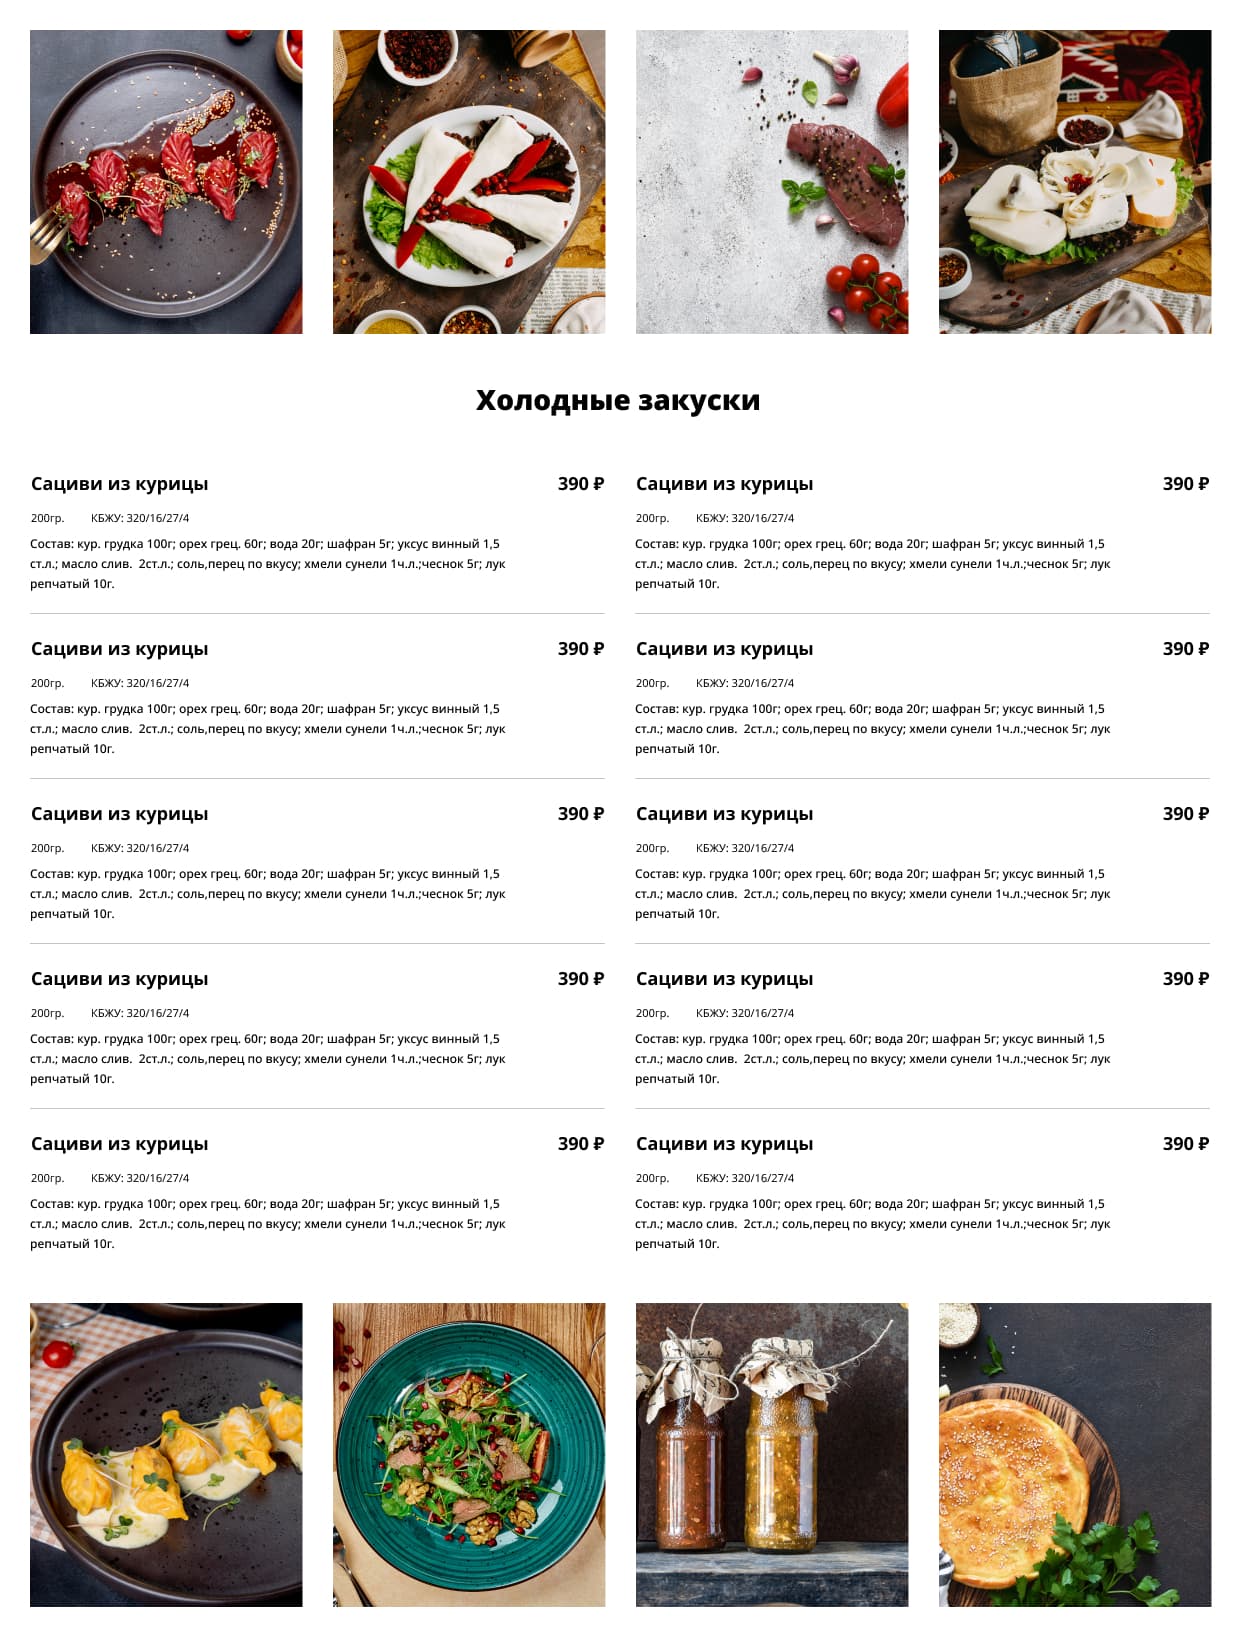 Холодные закуски
Сациви из курицы 390 ₽
200гр. КБЖУ: 320/16/27/4
Состав: кур. грудка 100г; орех грец. 60г; вода 20г; шафран 5г; уксус винный 1,5
ст.л.; масло слив. 2ст.л.; соль,перец по вкусу; хмели сунели 1ч.л.;чеснок 5г; лук
репчатый 10г.
Сациви из курицы 390 ₽
200гр. КБЖУ: 320/16/27/4
Состав: кур. грудка 100г; орех грец. 60г; вода 20г; шафран 5г; уксус винный 1,5
ст.л.; масло слив. 2ст.л.; соль,перец по вкусу; хмели сунели 1ч.л.;чеснок 5г; лук
репчатый 10г.
Сациви из курицы 390 ₽
200гр. КБЖУ: 320/16/27/4
Состав: кур. грудка 100г; орех грец. 60г; вода 20г; шафран 5г; уксус винный 1,5
ст.л.; масло слив. 2ст.л.; соль,перец по вкусу; хмели сунели 1ч.л.;чеснок 5г; лук
репчатый 10г.
Сациви из курицы 390 ₽
200гр. КБЖУ: 320/16/27/4
Состав: кур. грудка 100г; орех грец. 60г; вода 20г; шафран 5г; уксус винный 1,5
ст.л.; масло слив. 2ст.л.; соль,перец по вкусу; хмели сунели 1ч.л.;чеснок 5г; лук
репчатый 10г.
Сациви из курицы 390 ₽
200гр. КБЖУ: 320/16/27/4
Состав: кур. грудка 100г; орех грец. 60г; вода 20г; шафран 5г; уксус винный 1,5
ст.л.; масло слив. 2ст.л.; соль,перец по вкусу; хмели сунели 1ч.л.;чеснок 5г; лук
репчатый 10г.
Сациви из курицы 390 ₽
200гр. КБЖУ: 320/16/27/4
Состав: кур. грудка 100г; орех грец. 60г; вода 20г; шафран 5г; уксус винный 1,5
ст.л.; масло слив. 2ст.л.; соль,перец по вкусу; хмели сунели 1ч.л.;чеснок 5г; лук
репчатый 10г.
Сациви из курицы 390 ₽
200гр. КБЖУ: 320/16/27/4
Состав: кур. грудка 100г; орех грец. 60г; вода 20г; шафран 5г; уксус винный 1,5
ст.л.; масло слив. 2ст.л.; соль,перец по вкусу; хмели сунели 1ч.л.;чеснок 5г; лук
репчатый 10г.
Сациви из курицы 390 ₽
200гр. КБЖУ: 320/16/27/4
Состав: кур. грудка 100г; орех грец. 60г; вода 20г; шафран 5г; уксус винный 1,5
ст.л.; масло слив. 2ст.л.; соль,перец по вкусу; хмели сунели 1ч.л.;чеснок 5г; лук
репчатый 10г.
Сациви из курицы 390 ₽
200гр. КБЖУ: 320/16/27/4
Состав: кур. грудка 100г; орех грец. 60г; вода 20г; шафран 5г; уксус винный 1,5
ст.л.; масло слив. 2ст.л.; соль,перец по вкусу; хмели сунели 1ч.л.;чеснок 5г; лук
репчатый 10г.
Сациви из курицы 390 ₽
200гр. КБЖУ: 320/16/27/4
Состав: кур. грудка 100г; орех грец. 60г; вода 20г; шафран 5г; уксус винный 1,5
ст.л.; масло слив. 2ст.л.; соль,перец по вкусу; хмели сунели 1ч.л.;чеснок 5г; лук
репчатый 10г.